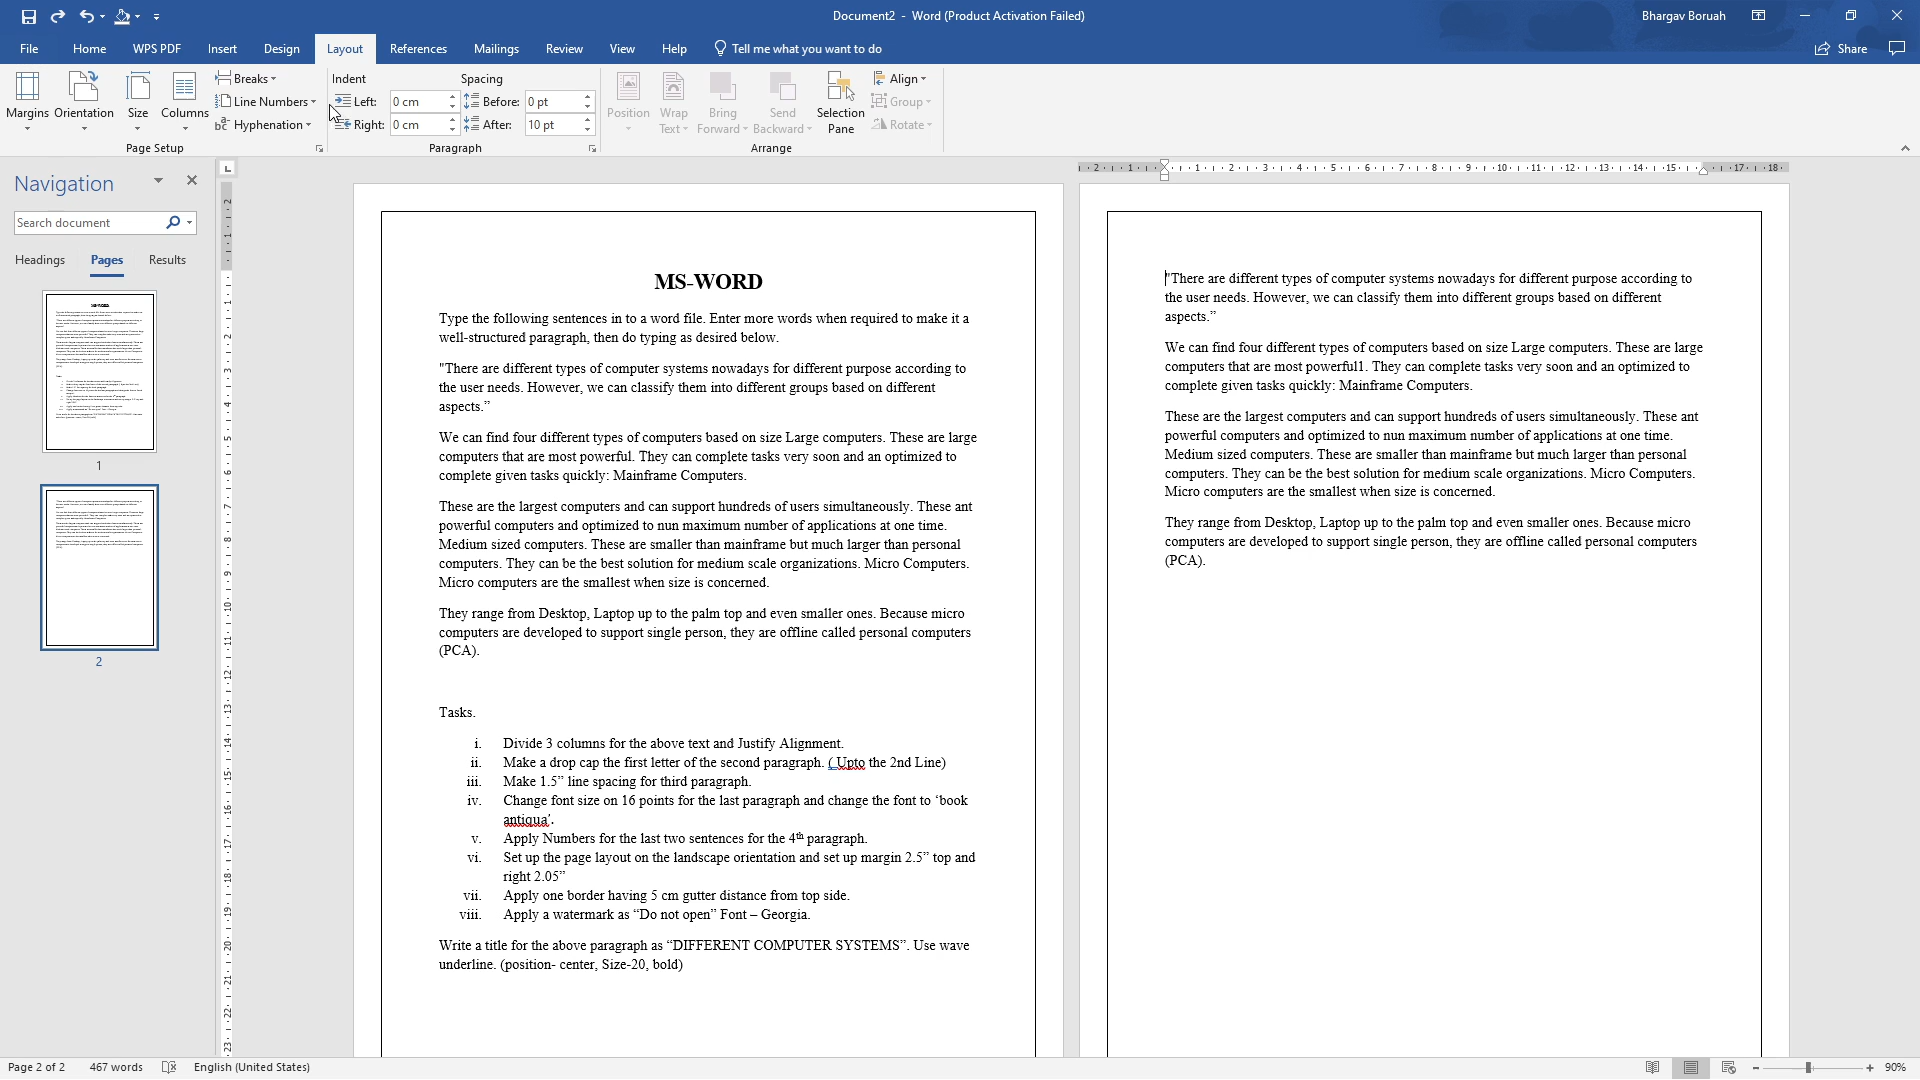 Document2 - Word (Product Activation Failed)
Bhargav Boruah
File Home WPS PDF Insert Design Layout References Mailings Review View Help Tell me what you want to do Share
Margins Orientation Size Columns Breaks Line Numbers Hyphenation
Page Setup
Indent Spacing
Left: 0 cm Before: 0 pt
Right: 0 cm After: 10 pt
Paragraph
Position Wrap Text Bring Forward Send Backward Selection Pane Align Group Rotate
Arrange
Navigation
Search document
Headings Pages Results
1
2
MS-WORD
Type the following sentences in to a word file. Enter more words when required to make it a
well-structured paragraph, then do typing as desired below.
"There are different types of computer systems nowadays for different purpose according to
the user needs. However, we can classify them into different groups based on different
aspects.”
We can find four different types of computers based on size Large computers. These are large
computers that are most powerful. They can complete tasks very soon and an optimized to
complete given tasks quickly: Mainframe Computers.
These are the largest computers and can support hundreds of users simultaneously. These ant
powerful computers and optimized to nun maximum number of applications at one time.
Medium sized computers. These are smaller than mainframe but much larger than personal
computers. They can be the best solution for medium scale organizations. Micro Computers.
Micro computers are the smallest when size is concerned.
They range from Desktop, Laptop up to the palm top and even smaller ones. Because micro
computers are developed to support single person, they are offline called personal computers
(PCA).
Tasks.
i. Divide 3 columns for the above text and Justify Alignment.
ii. Make a drop cap the first letter of the second paragraph. ( Upto the 2nd Line)
iii. Make 1.5” line spacing for third paragraph.
iv. Change font size on 16 points for the last paragraph and change the font to ‘book
antiqua’.
v. Apply Numbers for the last two sentences for the 4th paragraph.
vi. Set up the page layout on the landscape orientation and set up margin 2.5” top and
right 2.05”
vii. Apply one border having 5 cm gutter distance from top side.
viii. Apply a watermark as “Do not open” Font – Georgia.
Write a title for the above paragraph as “DIFFERENT COMPUTER SYSTEMS”. Use wave
underline. (position- center, Size-20, bold)
"There are different types of computer systems nowadays for different purpose according to
the user needs. However, we can classify them into different groups based on different
aspects.”
We can find four different types of computers based on size Large computers. These are large
computers that are most powerful1. They can complete tasks very soon and an optimized to
complete given tasks quickly: Mainframe Computers.
These are the largest computers and can support hundreds of users simultaneously. These ant
powerful computers and optimized to nun maximum number of applications at one time.
Medium sized computers. These are smaller than mainframe but much larger than personal
computers. They can be the best solution for medium scale organizations. Micro Computers.
Micro computers are the smallest when size is concerned.
They range from Desktop, Laptop up to the palm top and even smaller ones. Because micro
computers are developed to support single person, they are offline called personal computers
(PCA).
Page 2 of 2 467 words English (United States) 90%